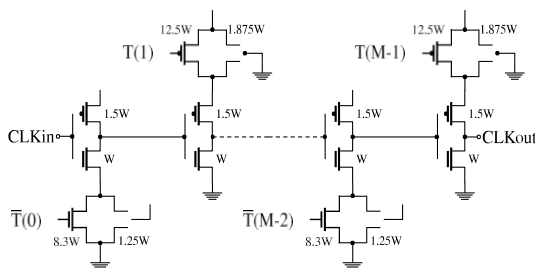 12.5W 1.875W 12.5W 1.875W
T(1) T(M-1)
1.5W 1.5W 1.5W 1.5W
CLKin CLKout
W W W W
T̅(0) T̅(M-2)
8.3W 1.25W 8.3W 1.25W